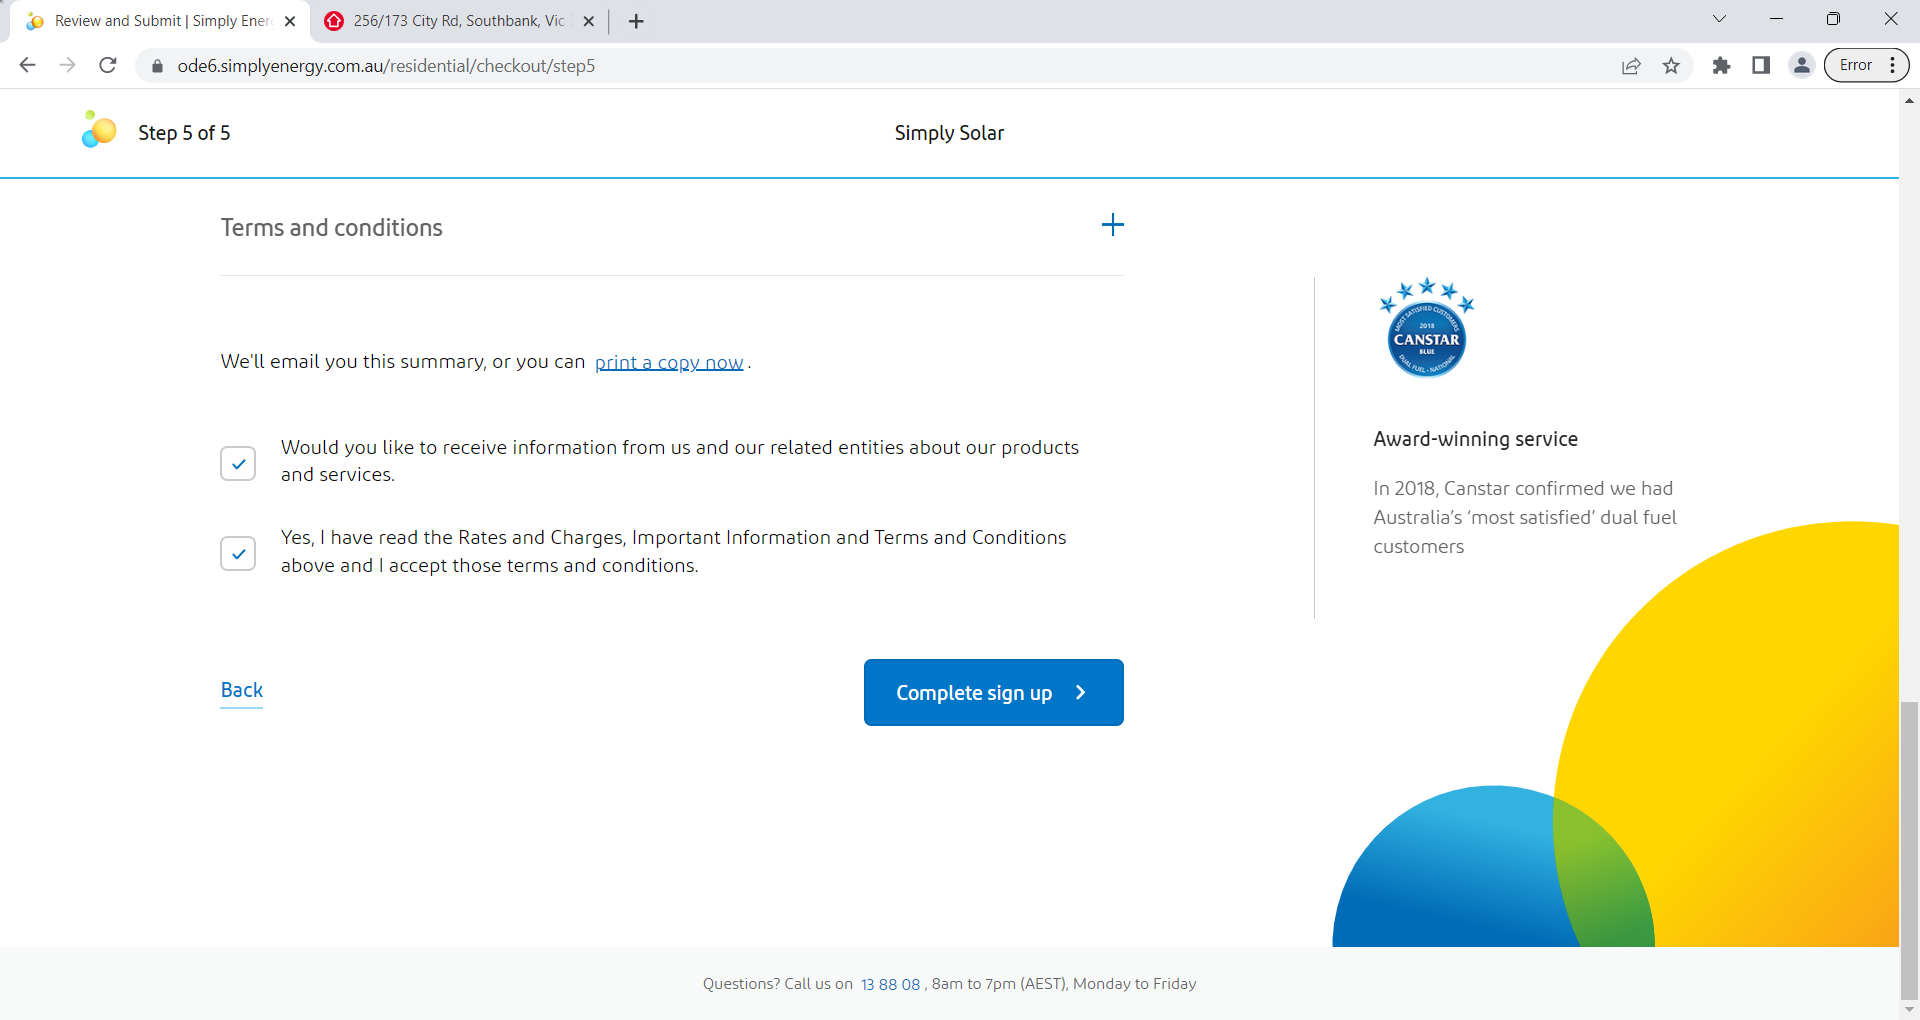 Review and Submit | Simply Ener
256/173 City Rd, Southbank, Vic
ode6.simplyenergy.com.au/residential/checkout/step5
Error
Step 5 of 5
Simply Solar
Terms and conditions
We'll email you this summary, or you can print a copy now.
Would you like to receive information from us and our related entities about our products
and services.
Yes, I have read the Rates and Charges, Important Information and Terms and Conditions
above and I accept those terms and conditions.
Back
Complete sign up
MOST SATISFIED CUSTOMERS
2018
CANSTAR
BLUE
DUAL FUEL - NATIONAL
Award-winning service
In 2018, Canstar confirmed we had
Australia’s ‘most satisfied’ dual fuel
customers
Questions? Call us on 13 88 08, 8am to 7pm (AEST), Monday to Friday